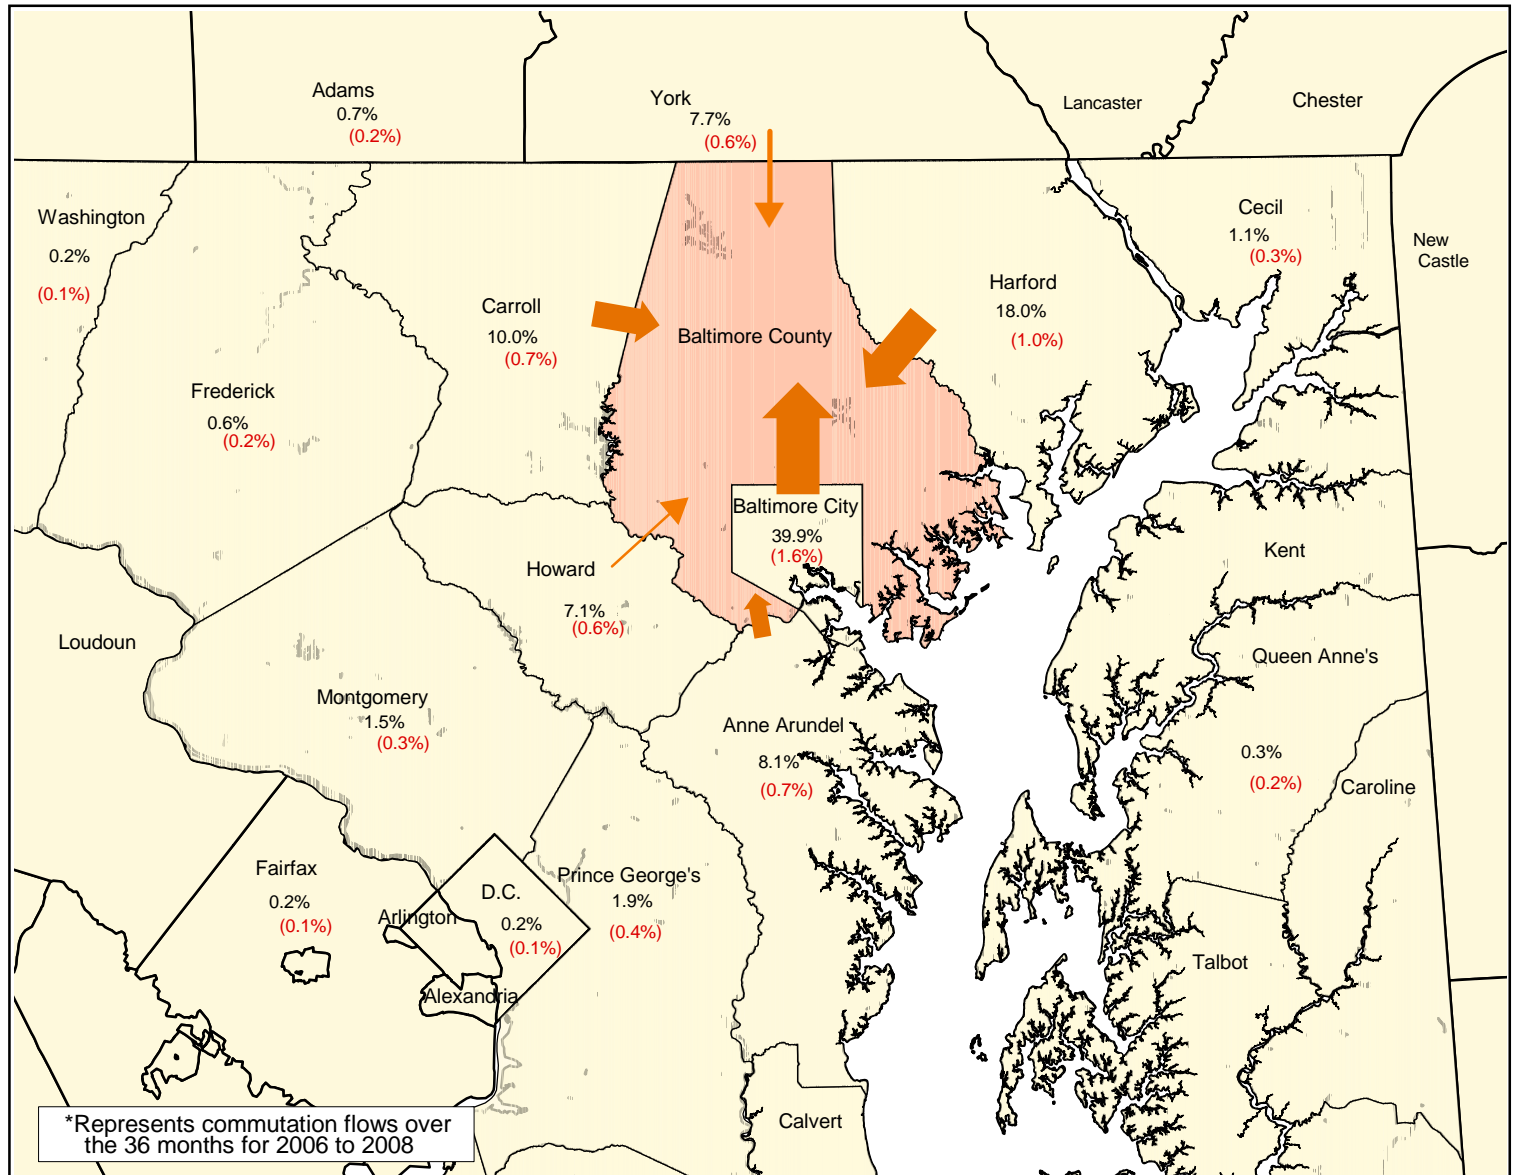 Adams
0.7%
(0.2%)
York
7.7%
(0.6%)
Lancaster
Chester
Washington
0.2%
(0.1%)
Cecil
1.1%
(0.3%)
New
Castle
Harford
18.0%
(1.0%)
Carroll
10.0%
(0.7%)
Baltimore County
Frederick
0.6%
(0.2%)
Baltimore City
39.9%
(1.6%)
Kent
Howard
7.1%
(0.6%)
Loudoun
Queen Anne's
0.3%
(0.2%)
Montgomery
1.5%
(0.3%)
Anne Arundel
8.1%
(0.7%)
Caroline
Fairfax
0.2%
(0.1%)
Arlington
D.C.
0.2%
(0.1%)
Prince George's
1.9%
(0.4%)
Alexandria
Talbot
Calvert
*Represents commutation flows over
the 36 months for 2006 to 2008